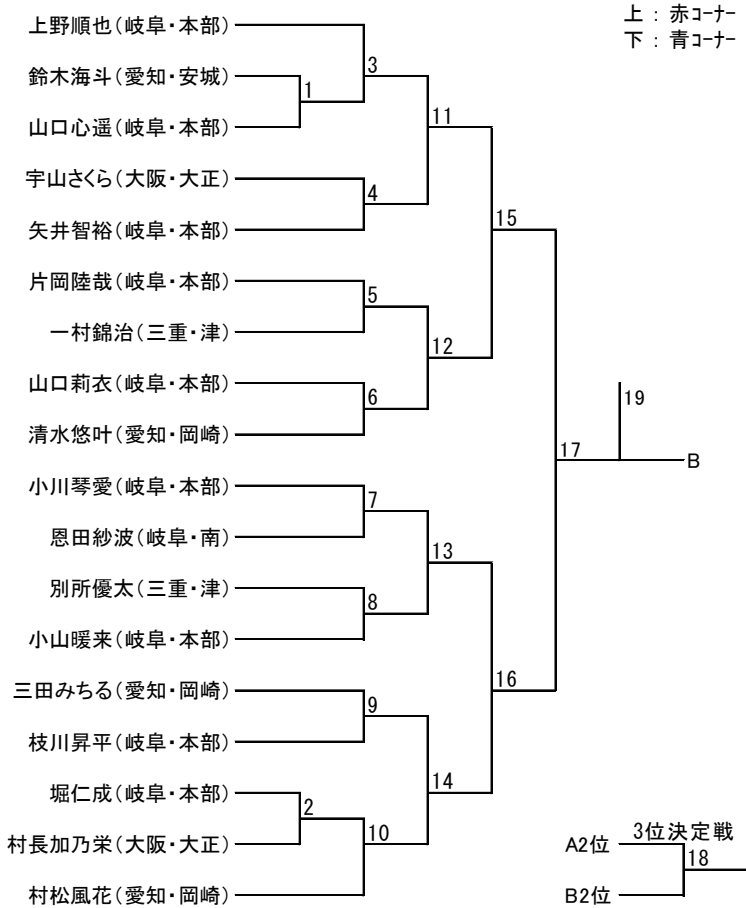 上 : 赤ｺｰﾅｰ
下 : 青ｺｰﾅｰ
上野順也(岐阜・本部)
3
鈴木海斗(愛知・安城)
1
山口心遥(岐阜・本部)
11
宇山さくら(大阪・大正)
4
矢井智裕(岐阜・本部)
15
片岡陸哉(岐阜・本部)
5
一村錦治(三重・津)
12
山口莉衣(岐阜・本部)
6
19
清水悠叶(愛知・岡崎)
17
B
小川琴愛(岐阜・本部)
7
恩田紗波(岐阜・南)
13
別所優太(三重・津)
8
小山暖来(岐阜・本部)
16
三田みちる(愛知・岡崎)
9
枝川昇平(岐阜・本部)
14
堀仁成(岐阜・本部)
2
村長加乃栄(大阪・大正)
10
村松風花(愛知・岡崎)
3位決定戦
A2位
18
B2位